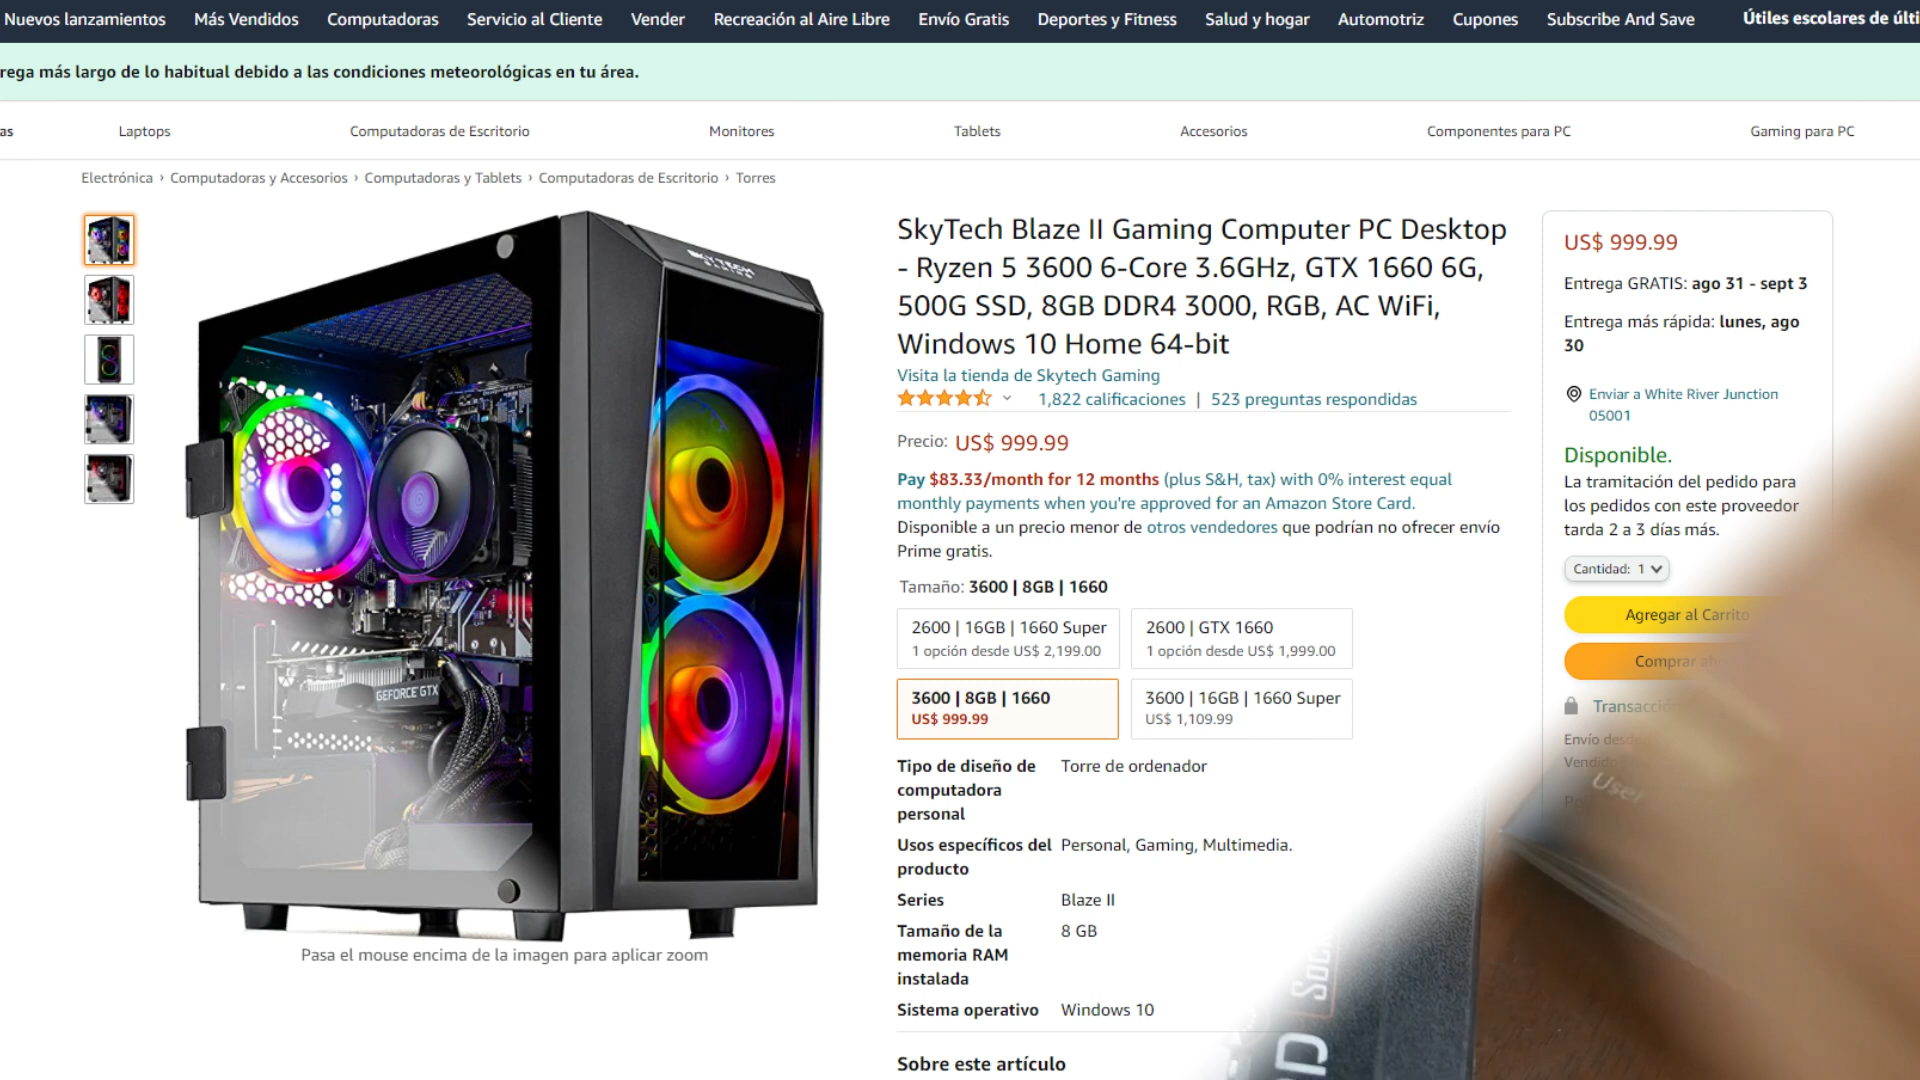 Nuevos lanzamientos Más Vendidos Computadoras Servicio al Cliente Vender Recreación al Aire Libre Envío Gratis Deportes y Fitness Salud y hogar Automotriz Cupones Subscribe And Save Útiles escolares de últi
rega más largo de lo habitual debido a las condiciones meteorológicas en tu área.
as Laptops Computadoras de Escritorio Monitores Tablets Accesorios Componentes para PC Gaming para PC
Electrónica › Computadoras y Accesorios › Computadoras y Tablets › Computadoras de Escritorio › Torres
SKYTECH
GAMING
GEFORCE GTX
Pasa el mouse encima de la imagen para aplicar zoom
SkyTech Blaze II Gaming Computer PC Desktop
- Ryzen 5 3600 6-Core 3.6GHz, GTX 1660 6G,
500G SSD, 8GB DDR4 3000, RGB, AC WiFi,
Windows 10 Home 64-bit
Visita la tienda de Skytech Gaming
1,822 calificaciones | 523 preguntas respondidas
Precio: US$ 999.99
Pay $83.33/month for 12 months (plus S&H, tax) with 0% interest equal
monthly payments when you're approved for an Amazon Store Card.
Disponible a un precio menor de otros vendedores que podrían no ofrecer envío
Prime gratis.
Tamaño: 3600 | 8GB | 1660
2600 | 16GB | 1660 Super
1 opción desde US$ 2,199.00
2600 | GTX 1660
1 opción desde US$ 1,999.00
3600 | 8GB | 1660
US$ 999.99
3600 | 16GB | 1660 Super
US$ 1,109.99
Tipo de diseño de Torre de ordenador
computadora
personal
Usos específicos del Personal, Gaming, Multimedia.
producto
Series Blaze II
Tamaño de la 8 GB
memoria RAM
instalada
Sistema operativo Windows 10
Sobre este artículo
US$ 999.99
Entrega GRATIS: ago 31 - sept 3
Entrega más rápida: lunes, ago
30
Enviar a White River Junction
05001
Disponible.
La tramitación del pedido para
los pedidos con este proveedor
tarda 2 a 3 días más.
Cantidad: 1
Agregar al Carrito
Comprar
Envío
User